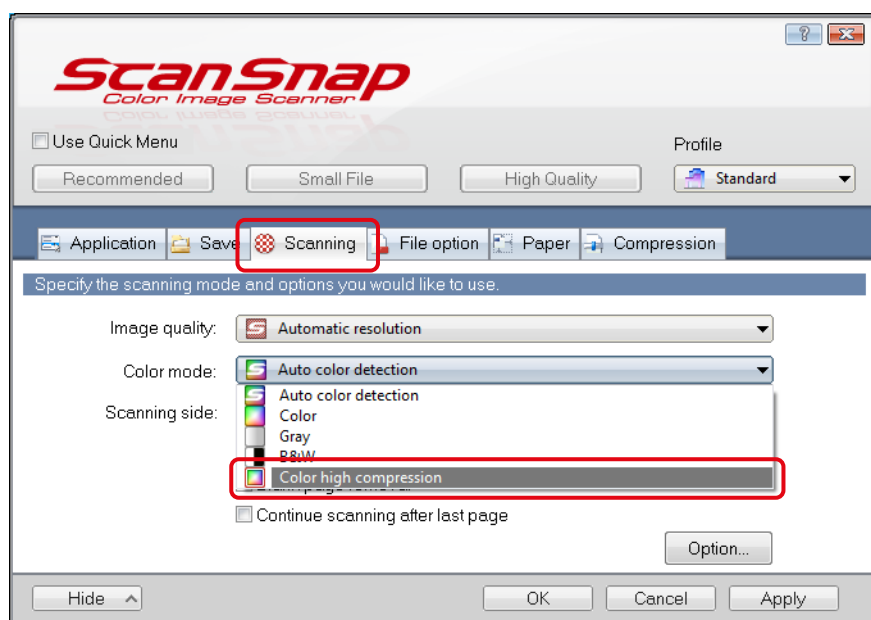 ScanSnap
Color Image Scanner
Use Quick Menu
Profile
Recommended Small File High Quality Standard
Application Save Scanning File option Paper Compression
Specify the scanning mode and options you would like to use.
Image quality: Automatic resolution
Color mode: Auto color detection
Auto color detection
Scanning side: Color
Gray
B&W
Color high compression
Continue scanning after last page
Option...
Hide OK Cancel Apply